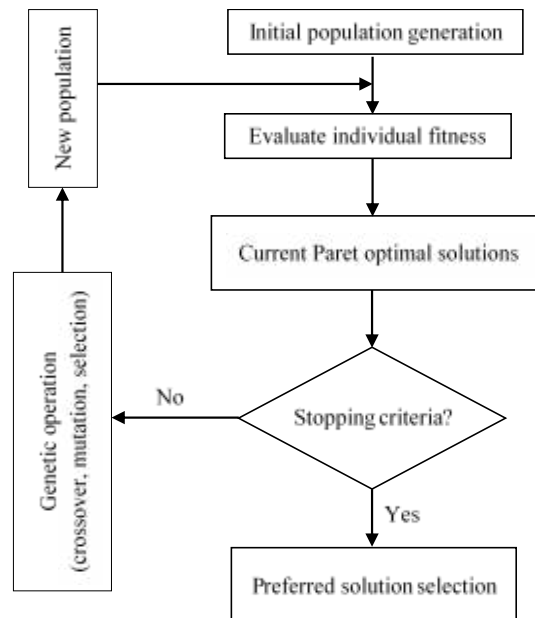 Initial population generation
New population
Evaluate individual fitness
Current Paret optimal solutions
Stopping criteria?
No
Genetic operation
(crossover, mutation, selection)
Yes
Preferred solution selection